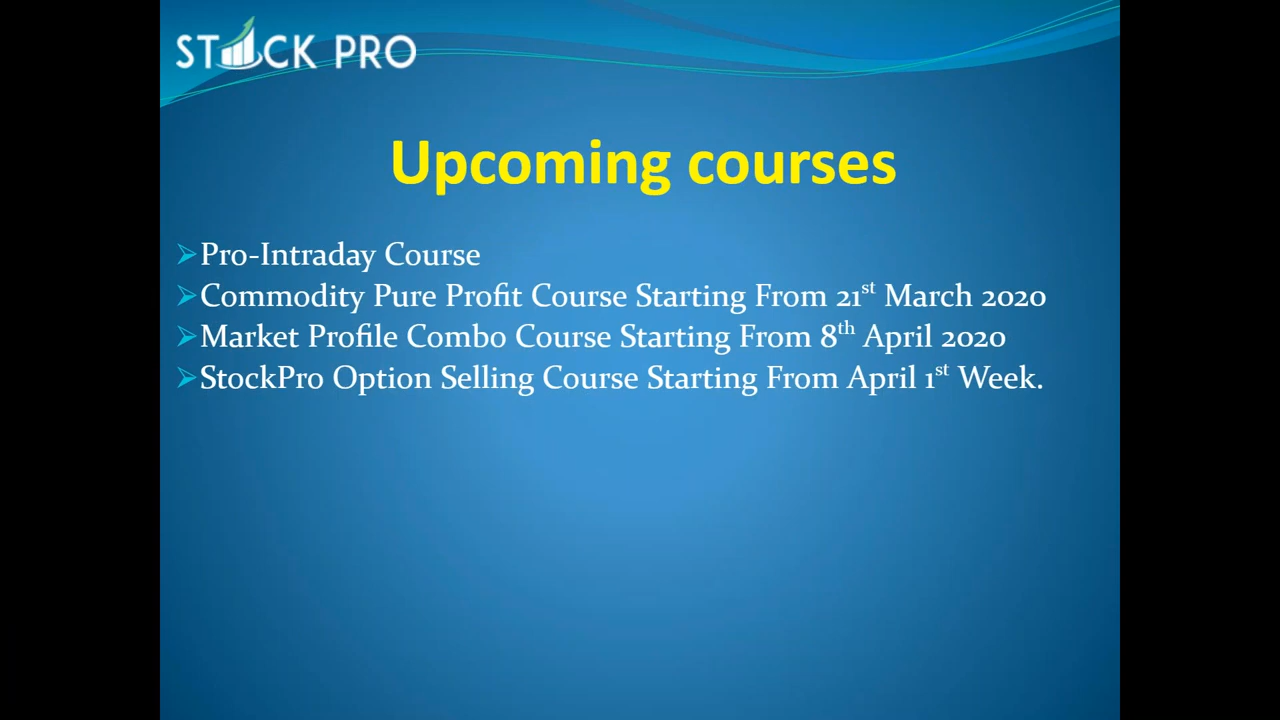 STOCK PRO
Upcoming courses
Pro-Intraday Course
Commodity Pure Profit Course Starting From 21st March 2020
Market Profile Combo Course Starting From 8th April 2020
StockPro Option Selling Course Starting From April 1st Week.